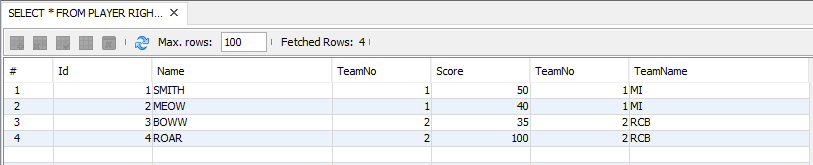 SELECT * FROM PLAYER RIGH... ×
Max. rows: 100 Fetched Rows: 4
# Id Name TeamNo Score TeamNo TeamName
1 1 SMITH 1 50 1 MI
2 2 MEOW 1 40 1 MI
3 3 BOWW 2 35 2 RCB
4 4 ROAR 2 100 2 RCB